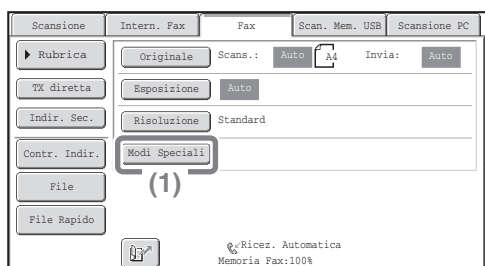 Scansione Intern. Fax Fax Scan. Mem. USB Scansione PC
Rubrica Originale Scans.: Auto A4 Invia: Auto
TX diretta Esposizione Auto
Indir. Sec. Risoluzione Standard
Contr. Indir. Modi Speciali
(1)
File
File Rapido
Ricez. Automatica
Memoria Fax:100%